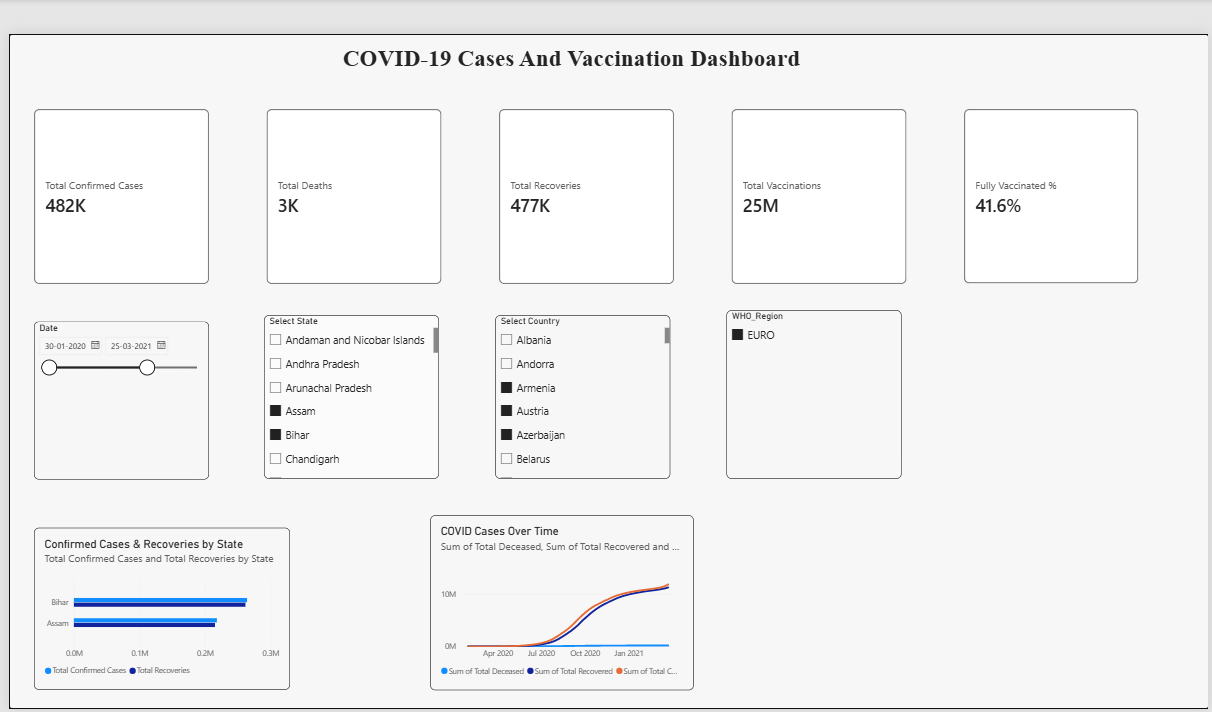 COVID-19 Cases And Vaccination Dashboard
Total Confirmed Cases
482K
Total Deaths
3K
Total Recoveries
477K
Total Vaccinations
25M
Fully Vaccinated %
41.6%
Date
30-01-2020 25-03-2021
Select State
Andaman and Nicobar Islands
Andhra Pradesh
Arunachal Pradesh
Assam
Bihar
Chandigarh
Select Country
Albania
Andorra
Armenia
Austria
Azerbaijan
Belarus
WHO_Region
EURO
Confirmed Cases & Recoveries by State
Total Confirmed Cases and Total Recoveries by State
Bihar
Assam
0.0M 0.1M 0.2M 0.3M
Total Confirmed Cases Total Recoveries
COVID Cases Over Time
Sum of Total Deceased, Sum of Total Recovered and ...
10M
0M
Apr 2020 Jul 2020 Oct 2020 Jan 2021
Sum of Total Deceased Sum of Total Recovered Sum of Total C...